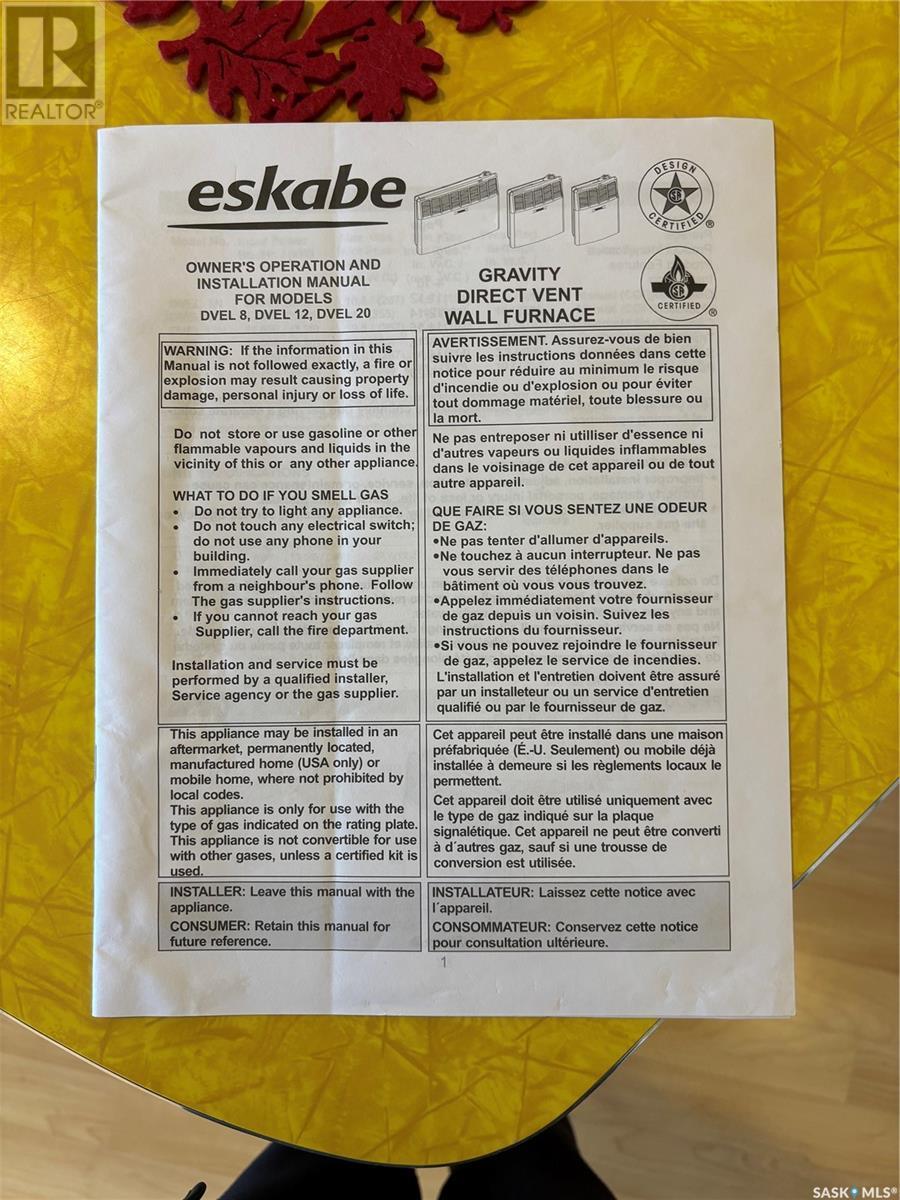 REALTOR®
eskabe
DESIGN
CERTIFIED
®
OWNER'S OPERATION AND
INSTALLATION MANUAL
FOR MODELS
DVEL 8, DVEL 12, DVEL 20
GRAVITY
DIRECT VENT
WALL FURNACE
CERTIFIED
®
WARNING: If the information in this
Manual is not followed exactly, a fire or
explosion may result causing property
damage, personal injury or loss of life.
Do not store or use gasoline or other
flammable vapours and liquids in the
vicinity of this or any other appliance.
WHAT TO DO IF YOU SMELL GAS
• Do not try to light any appliance.
• Do not touch any electrical switch;
do not use any phone in your
building.
• Immediately call your gas supplier
from a neighbour's phone. Follow
The gas supplier's instructions.
• If you cannot reach your gas
Supplier, call the fire department.
Installation and service must be
performed by a qualified installer,
Service agency or the gas supplier.
This appliance may be installed in an
aftermarket, permanently located,
manufactured home (USA only) or
mobile home, where not prohibited by
local codes.
This appliance is only for use with the
type of gas indicated on the rating plate.
This appliance is not convertible for use
with other gases, unless a certified kit is
used.
INSTALLER: Leave this manual with the
appliance.
CONSUMER: Retain this manual for
future reference.
AVERTISSEMENT. Assurez-vous de bien
suivre les instructions données dans cette
notice pour réduire au minimum le risque
d'incendie ou d'explosion ou pour éviter
tout dommage matériel, toute blessure ou
la mort.
Ne pas entreposer ni utilliser d'essence ni
d'autres vapeurs ou liquides inflammables
dans le voisinage de cet appareil ou de tout
autre appareil.
QUE FAIRE SI VOUS SENTEZ UNE ODEUR
DE GAZ:
•Ne pas tenter d'allumer d'appareils.
•Ne touchez à aucun interrupteur. Ne pas
vous servir des téléphones dans le
bâtiment où vous vous trouvez.
•Appelez immédiatement votre fournisseur
de gaz depuis un voisin. Suivez les
instructions du fournisseur.
•Si vous ne pouvez rejoindre le fournisseur
de gaz, appelez le service de incendies.
L'installation et l'entretien doivent être assuré
par un installeteur ou un service d'entretien
qualifié ou par le fournisseur de gaz.
Cet appareil peut être installé dans une maison
préfabriquée (É.-U. Seulement) ou mobile déjà
installée à demeure si les règlements locaux le
permettent.
Cet appareil doit être utilisé uniquement avec
le type de gaz indiqué sur la plaque
signalétique. Cet appareil ne peut être converti
à d´autres gaz, sauf si une trousse de
conversion est utilisée.
INSTALLATEUR: Laissez cette notice avec
l´appareil.
CONSOMMATEUR: Conservez cette notice
pour consultation ultérieure.
1
SASK MLS®